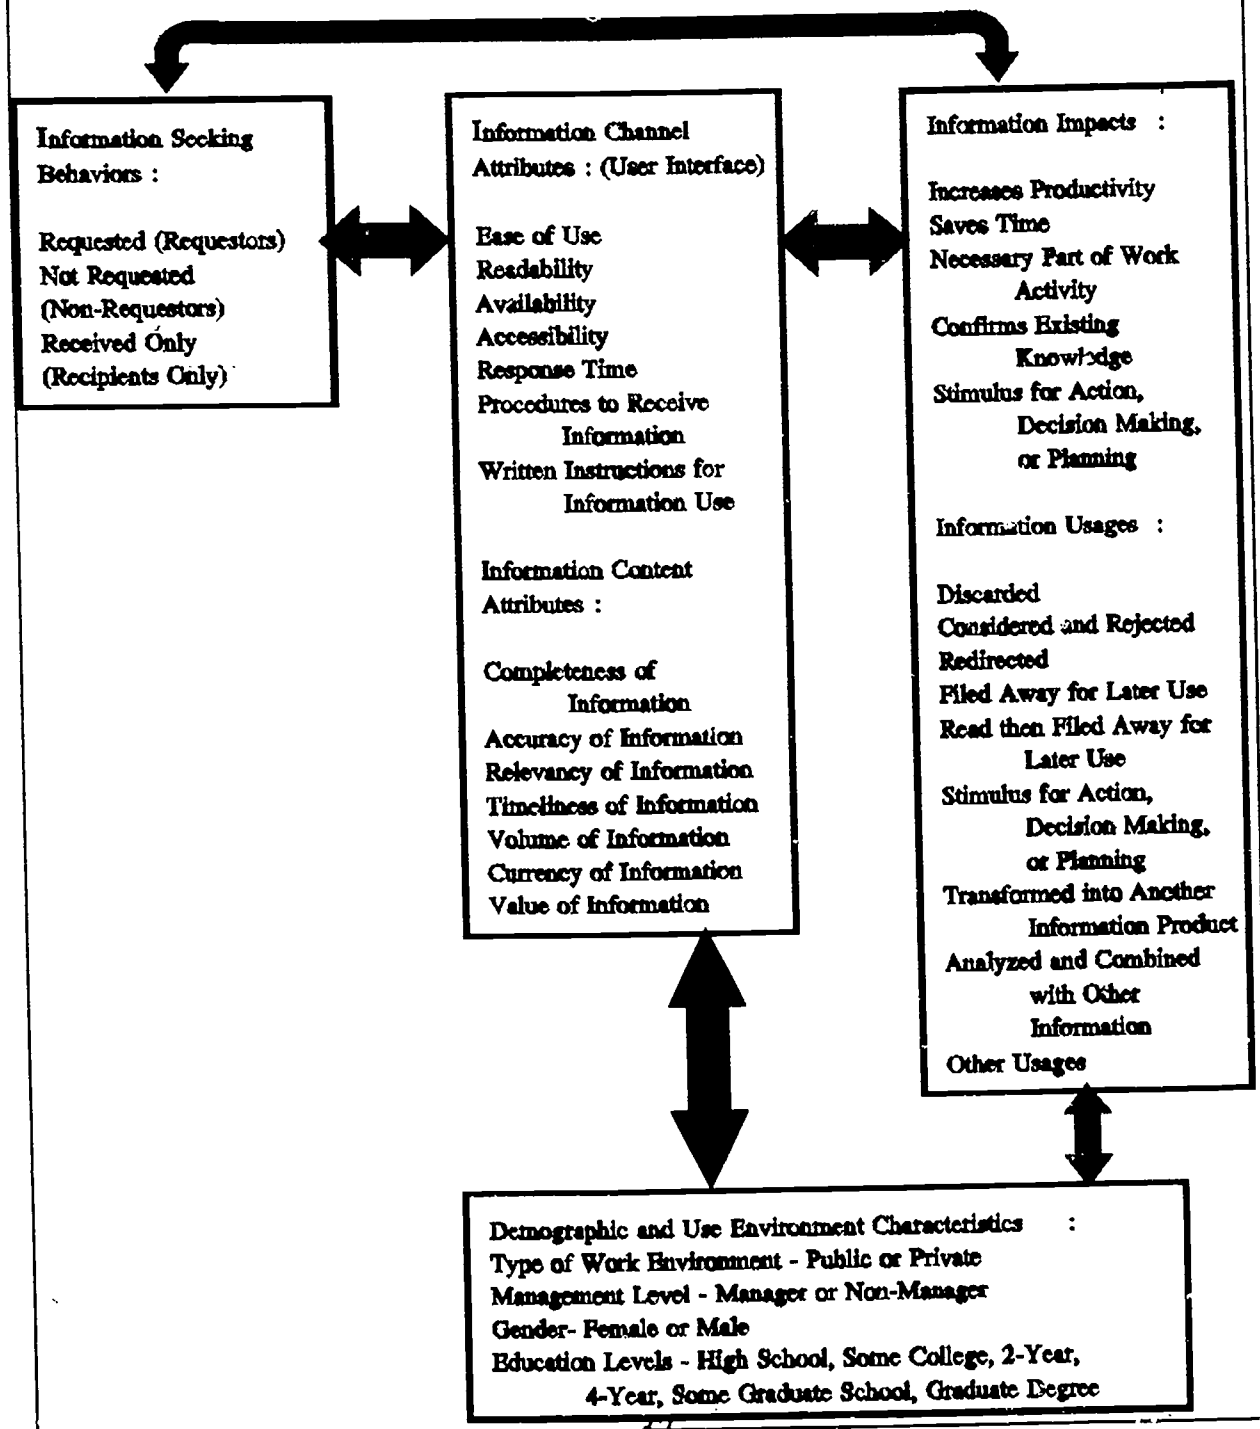 Information Seeking
Behaviors :
Requested (Requestors)
Not Requested
(Non-Requestors)
Received Only
(Recipients Only)
Information Channel
Attributes : (User Interface)
Ease of Use
Readability
Availability
Accessibility
Response Time
Procedures to Receive
Information
Written Instructions for
Information Use
Information Content
Attributes :
Completeness of
Information
Accuracy of Information
Relevancy of Information
Timeliness of Information
Volume of Information
Currency of Information
Value of Information
Information Impacts :
Increases Productivity
Saves Time
Necessary Part of Work
Activity
Confirms Existing
Knowledge
Stimulus for Action,
Decision Making,
or Planning
Information Usages :
Discarded
Considered and Rejected
Redirected
Filed Away for Later Use
Read then Filed Away for
Later Use
Stimulus for Action,
Decision Making,
or Planning
Transformed into Another
Information Product
Analyzed and Combined
with Other
Information
Other Usages
Demographic and Use Environment Characteristics :
Type of Work Environment - Public or Private
Management Level - Manager or Non-Manager
Gender- Female or Male
Education Levels - High School, Some College, 2-Year,
4-Year, Some Graduate School, Graduate Degree